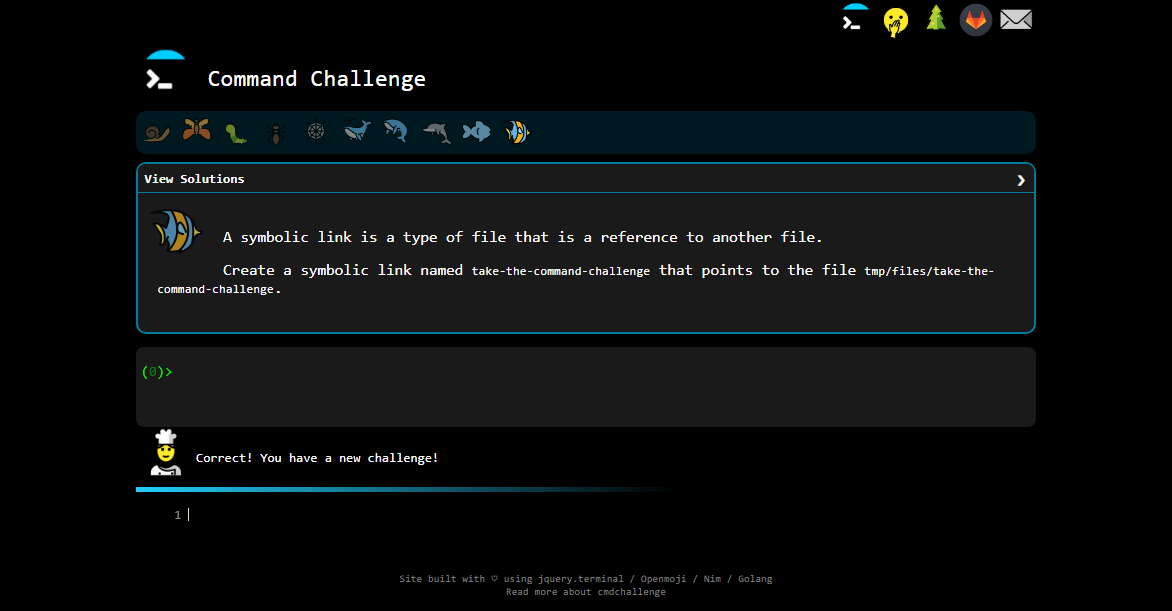 Command Challenge
View Solutions
A symbolic link is a type of file that is a reference to another file.
Create a symbolic link named take-the-command-challenge that points to the file tmp/files/take-the-
command-challenge.
(0)>
Correct! You have a new challenge!
1
Site built with ♡ using jquery.terminal / Openmoji / Nim / Golang
Read more about cmdchallenge